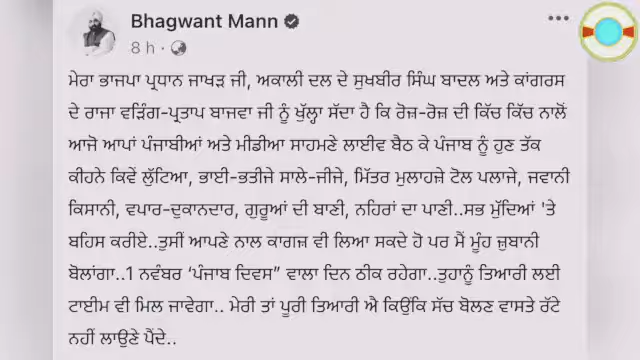 Bhagwant Mann
8 h ·
ਮੇਰਾ ਭਾਜਪਾ ਪ੍ਰਧਾਨ ਜਾਖੜ ਜੀ, ਅਕਾਲੀ ਦਲ ਦੇ ਸੁਖਬੀਰ ਸਿੰਘ ਬਾਦਲ ਅਤੇ ਕਾਂਗਰਸ
ਦੇ ਰਾਜਾ ਵੜਿੰਗ-ਪ੍ਰਤਾਪ ਬਾਜਵਾ ਜੀ ਨੂੰ ਖੁੱਲ੍ਹਾ ਸੱਦਾ ਹੈ ਕਿ ਰੋਜ਼-ਰੋਜ਼ ਦੀ ਕਿੱਚ ਕਿੱਚ ਨਾਲੋਂ
ਆਜੋ ਆਪਾਂ ਪੰਜਾਬੀਆਂ ਅਤੇ ਮੀਡੀਆ ਸਾਹਮਣੇ ਲਾਈਵ ਬੈਠ ਕੇ ਪੰਜਾਬ ਨੂੰ ਹੁਣ ਤੱਕ
ਕੀਹਨੇ ਕਿਵੇਂ ਲੁੱਟਿਆ, ਭਾਈ-ਭਤੀਜੇ ਸਾਲੇ-ਜੀਜੇ, ਮਿੱਤਰ ਮੁਲਾਹਜ਼ੇ ਟੋਲ ਪਲਾਜੇ, ਜਵਾਨੀ
ਕਿਸਾਨੀ, ਵਪਾਰ-ਦੁਕਾਨਦਾਰ, ਗੁਰੂਆਂ ਦੀ ਬਾਣੀ, ਨਹਿਰਾਂ ਦਾ ਪਾਣੀ..ਸਭ ਮੁੱਦਿਆਂ 'ਤੇ
ਬਹਿਸ ਕਰੀਏ..ਤੁਸੀਂ ਆਪਣੇ ਨਾਲ ਕਾਗਜ਼ ਵੀ ਲਿਆ ਸਕਦੇ ਹੋ ਪਰ ਮੈਂ ਮੂੰਹ ਜ਼ੁਬਾਨੀ
ਬੋਲਾਂਗਾ..1 ਨਵੰਬਰ ‘ਪੰਜਾਬ ਦਿਵਸ” ਵਾਲਾ ਦਿਨ ਠੀਕ ਰਹੇਗਾ..ਤੁਹਾਨੂੰ ਤਿਆਰੀ ਲਈ
ਟਾਈਮ ਵੀ ਮਿਲ ਜਾਵੇਗਾ.. ਮੇਰੀ ਤਾਂ ਪੂਰੀ ਤਿਆਰੀ ਐ ਕਿਉਂਕਿ ਸੱਚ ਬੋਲਣ ਵਾਸਤੇ ਰੱਟੇ
ਨਹੀਂ ਲਾਉਣੇ ਪੈਂਦੇ..